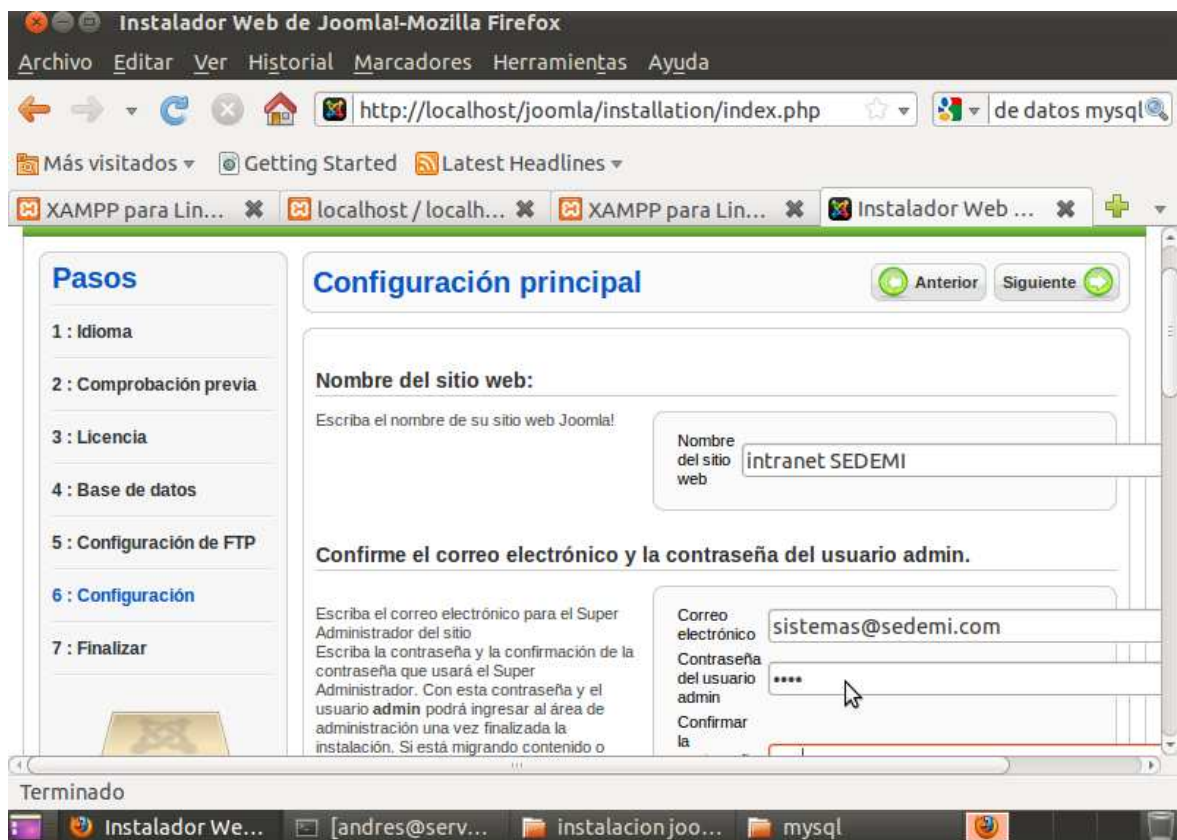 Instalador Web de Joomla!-Mozilla Firefox
Archivo Editar Ver Historial Marcadores Herramientas Ayuda
http://localhost/joomla/installation/index.php
de datos mysql
Más visitados
Getting Started
Latest Headlines
XAMPP para Lin...
localhost / localh...
XAMPP para Lin...
Instalador Web ...
Pasos
1 : Idioma
2 : Comprobación previa
3 : Licencia
4 : Base de datos
5 : Configuración de FTP
6 : Configuración
7 : Finalizar
Configuración principal
Anterior
Siguiente
Nombre del sitio web:
Escriba el nombre de su sitio web Joomla!
Nombre
del sitio
web
intranet SEDEMI
Confirme el correo electrónico y la contraseña del usuario admin.
Escriba el correo electrónico para el Super
Administrador del sitio
Escriba la contraseña y la confirmación de la
contraseña que usará el Super
Administrador. Con esta contraseña y el
usuario admin podrá ingresar al área de
administración una vez finalizada la
instalación. Si está migrando contenido o
Correo
electrónico
sistemas@sedemi.com
Contraseña
del usuario
admin
••••
Confirmar
la
Terminado
Instalador We...
[andres@serv...
instalacion joo...
mysql